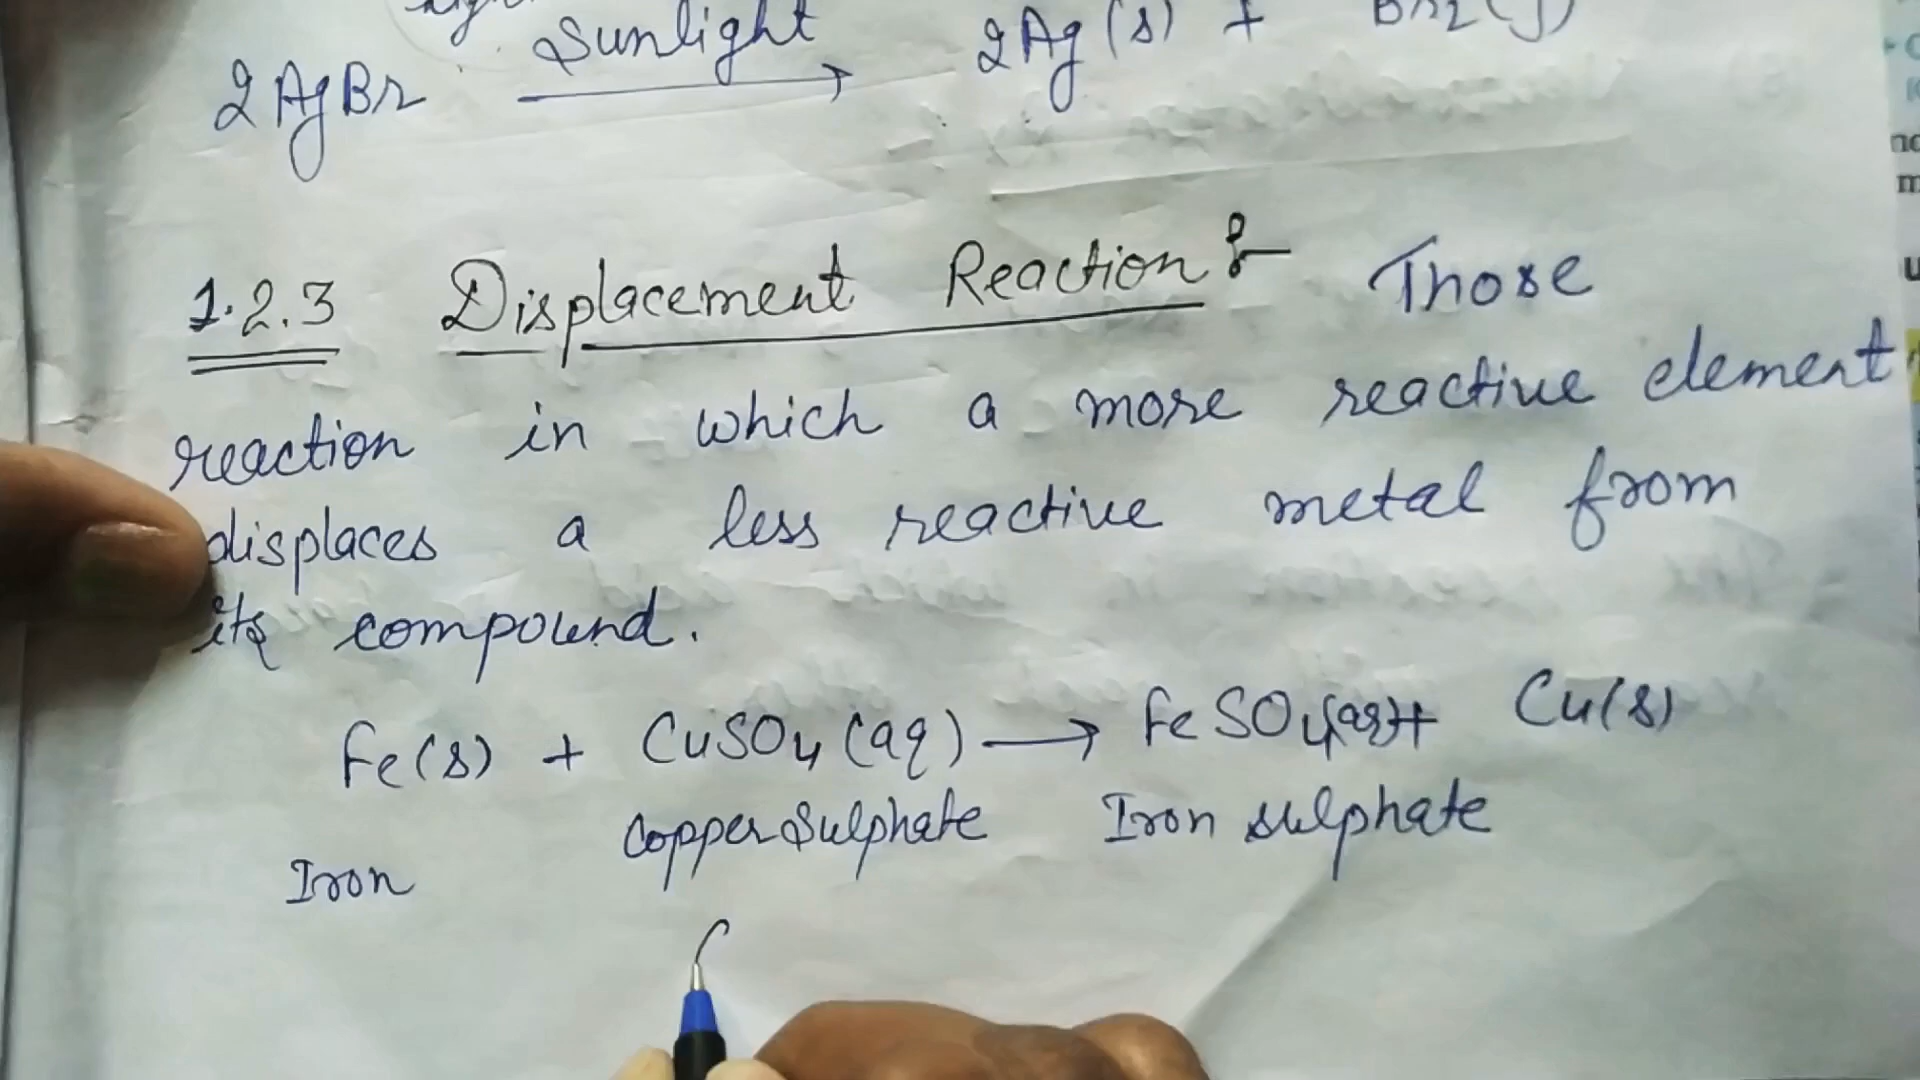 Sunlight
2AgBr → 2Ag(s) + Br2(g)
1.2.3 Displacement Reaction :- Those
reaction in which a more reactive element
displaces a less reactive metal from
its compound.
Fe(s) + CuSO4(aq) → FeSO4(aq)+ Cu(s)
Iron Copper Sulphate Iron sulphate